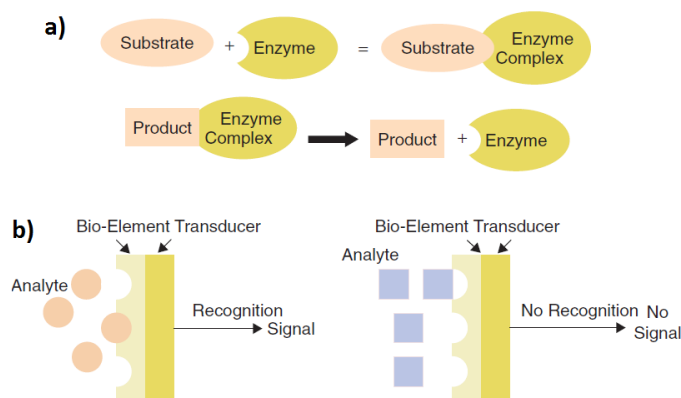 a)
Substrate + Enzyme = Substrate Enzyme
Complex
Product Enzyme
Complex Product + Enzyme
b)
Bio-Element Transducer
Analyte
Recognition
Signal
Bio-Element Transducer
Analyte
No Recognition No
Signal